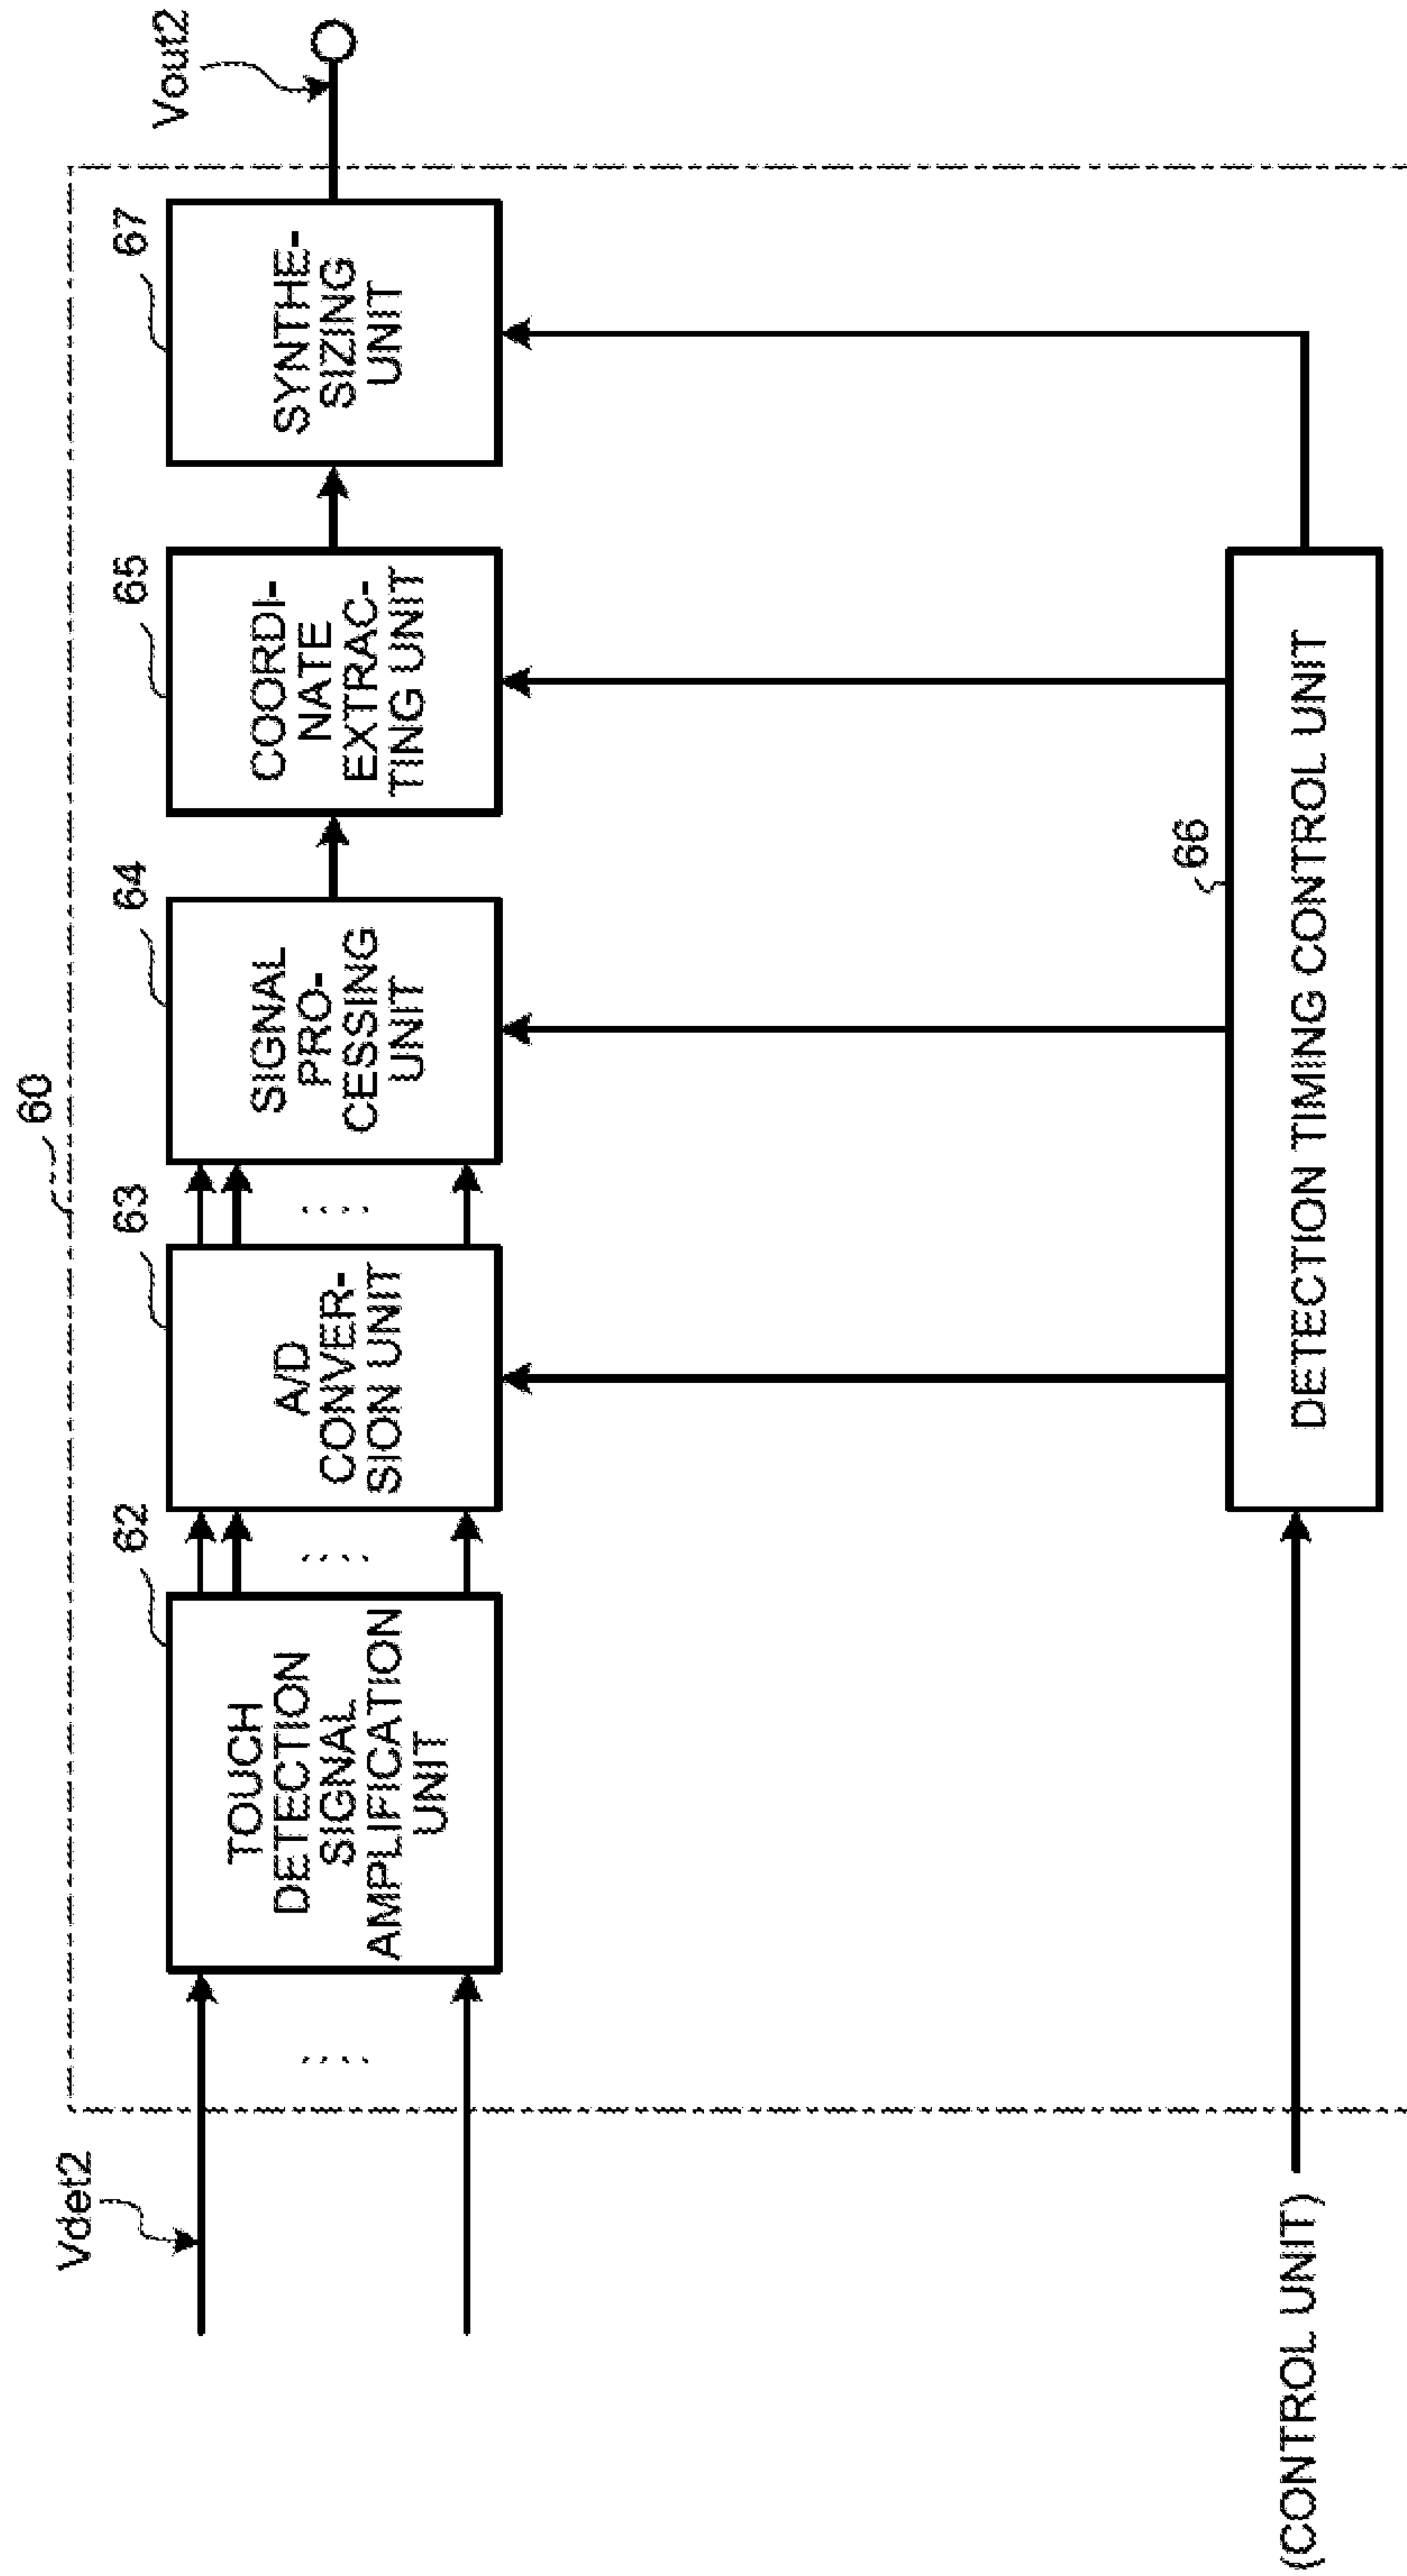 60
Vdet2
Vout2
62
63
64
65
67
TOUCH
DETECTION
SIGNAL
AMPLIFICATION
UNIT
A/D
CONVER-
SION UNIT
SIGNAL
PRO-
CESSING
UNIT
COORDI-
NATE
EXTRAC-
TING UNIT
SYNTHE-
SIZING
UNIT
66
(CONTROL UNIT)
DETECTION TIMING CONTROL UNIT